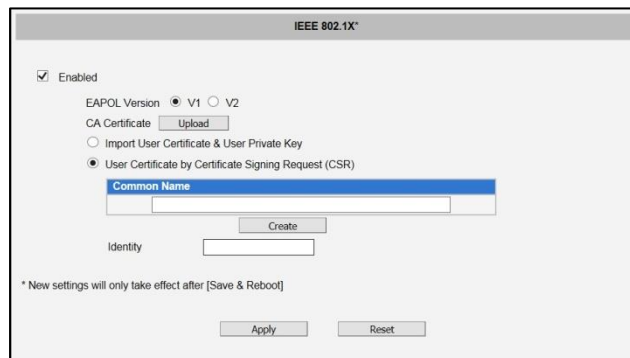 IEEE 802.1X*
Enabled
EAPOL Version V1 V2
CA Certificate Upload
Import User Certificate & User Private Key
User Certificate by Certificate Signing Request (CSR)
Common Name
Create
Identity
* New settings will only take effect after [Save & Reboot]
Apply Reset